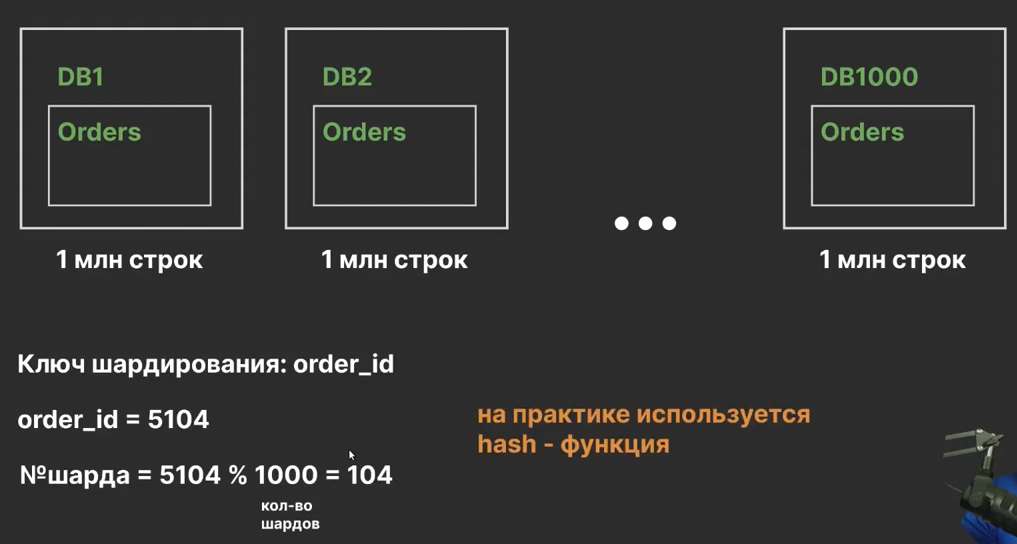 DB1
Orders
1 млн строк
DB2
Orders
1 млн строк
DB1000
Orders
1 млн строк
Ключ шардирования: order_id
order_id = 5104
№шарда = 5104 % 1000 = 104
кол-во
шардов
на практике используется
hash - функция